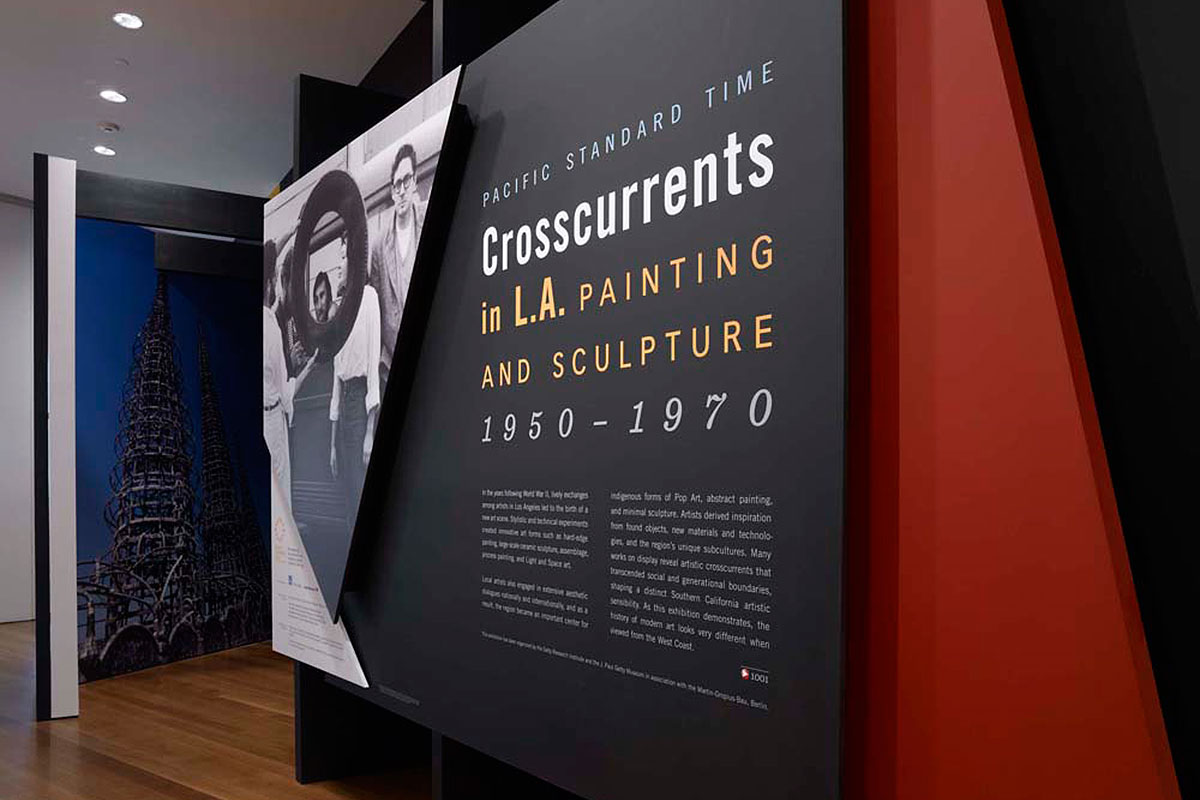 PACIFIC STANDARD TIME
Crosscurrents
in L.A. PAINTING
AND SCULPTURE
1950–1970
In the years following World War II, lively exchanges
among artists in Los Angeles led to the birth of a
new art scene. Stylistic and technical experiments
created innovative art forms such as hard-edge
painting, large-scale ceramic sculpture, assemblage,
process painting, and Light and Space art.
Local artists also engaged in extensive aesthetic
dialogues nationally and internationally, and as a
result, the region became an important center for
indigenous forms of Pop Art, abstract painting,
and minimal sculpture. Artists derived inspiration
from found objects, new materials and technolo-
gies, and the region's unique subcultures. Many
works on display reveal artistic crosscurrents that
transcended social and generational boundaries,
shaping a distinct Southern California artistic
sensibility. As this exhibition demonstrates, the
history of modern art looks very different when
viewed from the West Coast.
This exhibition has been organized by the Getty Research Institute and the J. Paul Getty Museum in association with the Martin-Gropius-Bau, Berlin.
1001